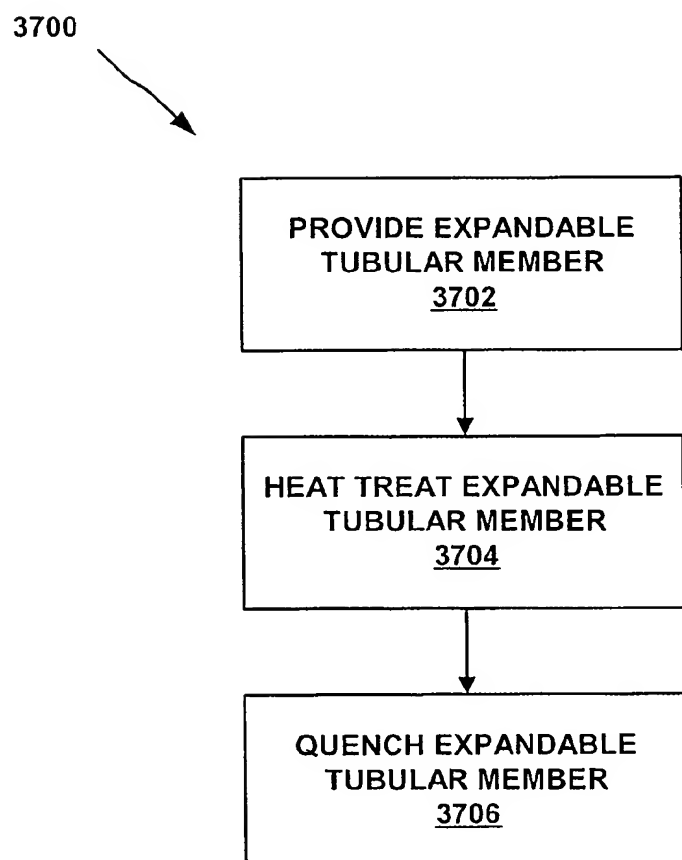 3700
PROVIDE EXPANDABLE
TUBULAR MEMBER
3702
HEAT TREAT EXPANDABLE
TUBULAR MEMBER
3704
QUENCH EXPANDABLE
TUBULAR MEMBER
3706